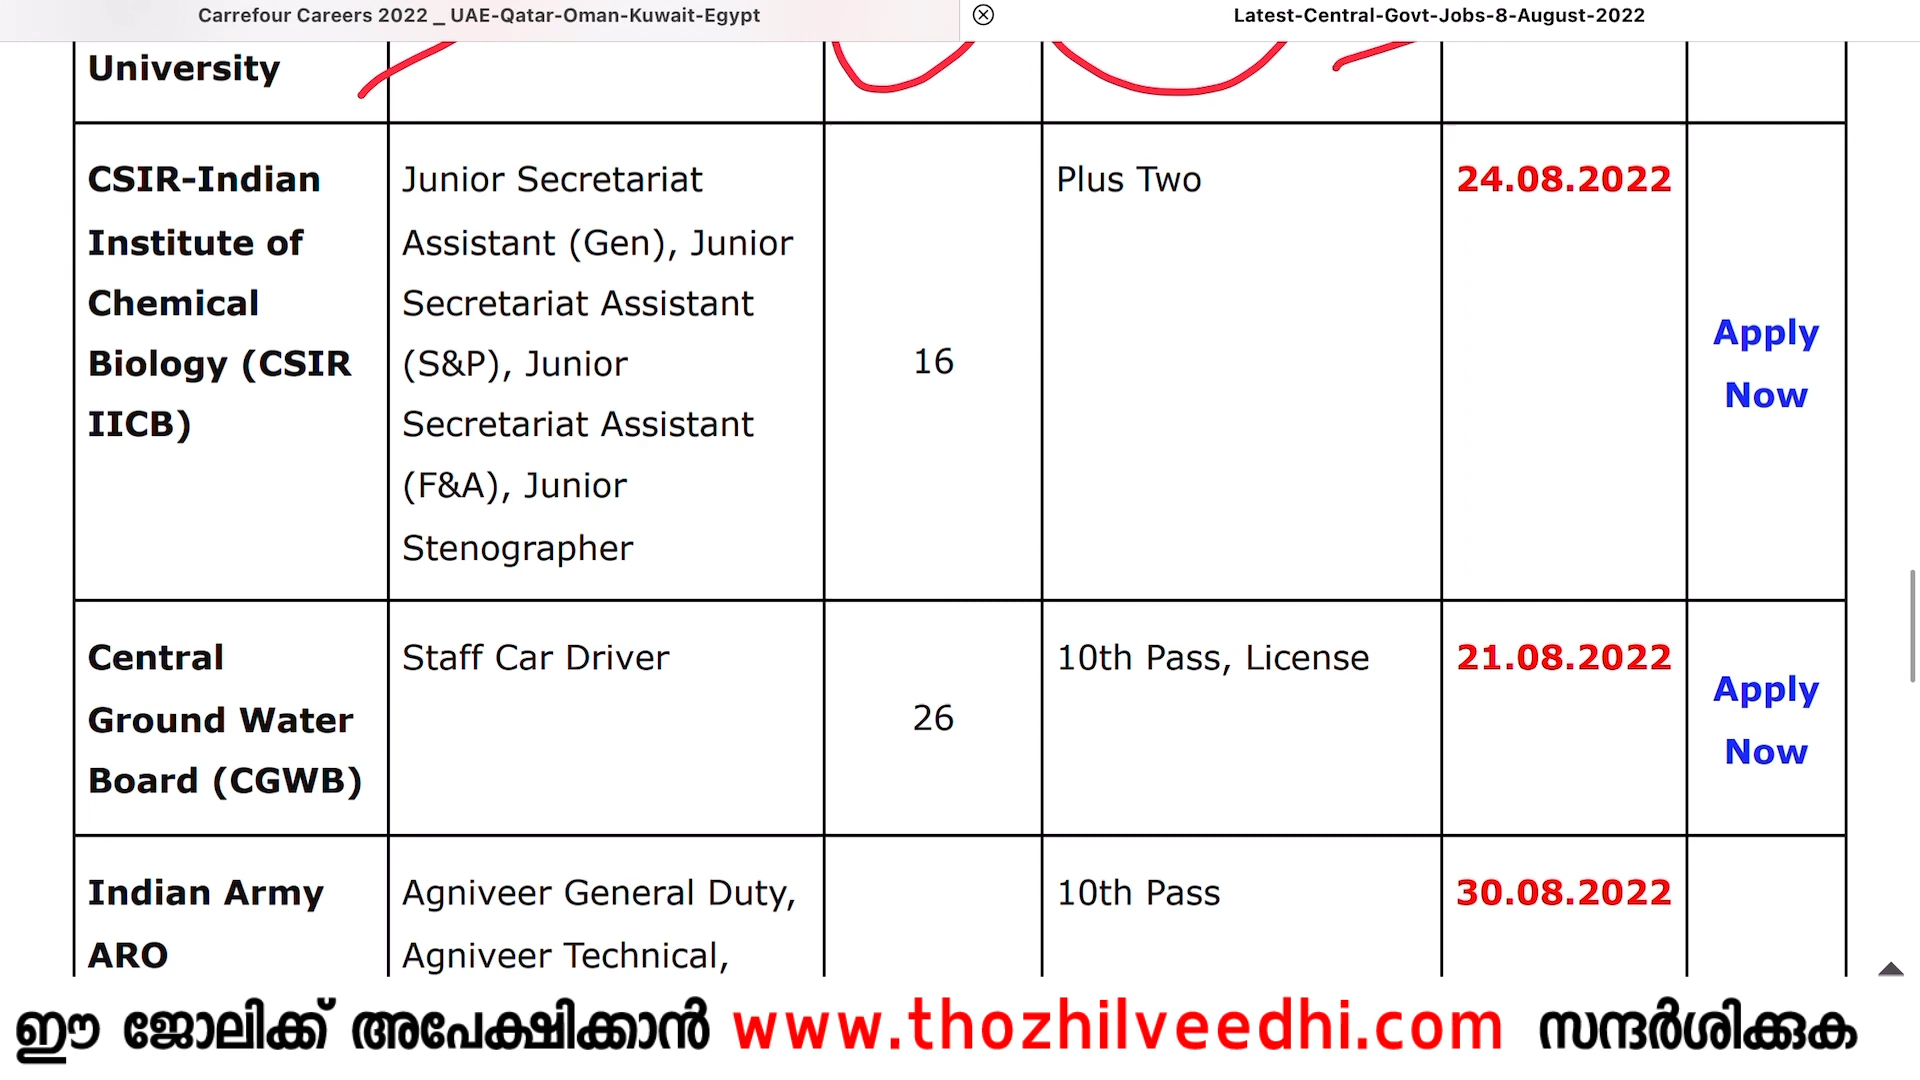 Carrefour Careers 2022 _ UAE-Qatar-Oman-Kuwait-Egypt
Latest-Central-Govt-Jobs-8-August-2022
University
CSIR-Indian
Institute of
Chemical
Biology (CSIR
IICB)
Junior Secretariat
Assistant (Gen), Junior
Secretariat Assistant
(S&P), Junior
Secretariat Assistant
(F&A), Junior
Stenographer
16
Plus Two
24.08.2022
Apply
Now
Central
Ground Water
Board (CGWB)
Staff Car Driver
26
10th Pass, License
21.08.2022
Apply
Now
Indian Army
ARO
Agniveer General Duty,
Agniveer Technical,
10th Pass
30.08.2022
ഈ ജോലിക്ക് അപേക്ഷിക്കാൻ www.thozhilveedhi.com സന്ദർശിക്കുക